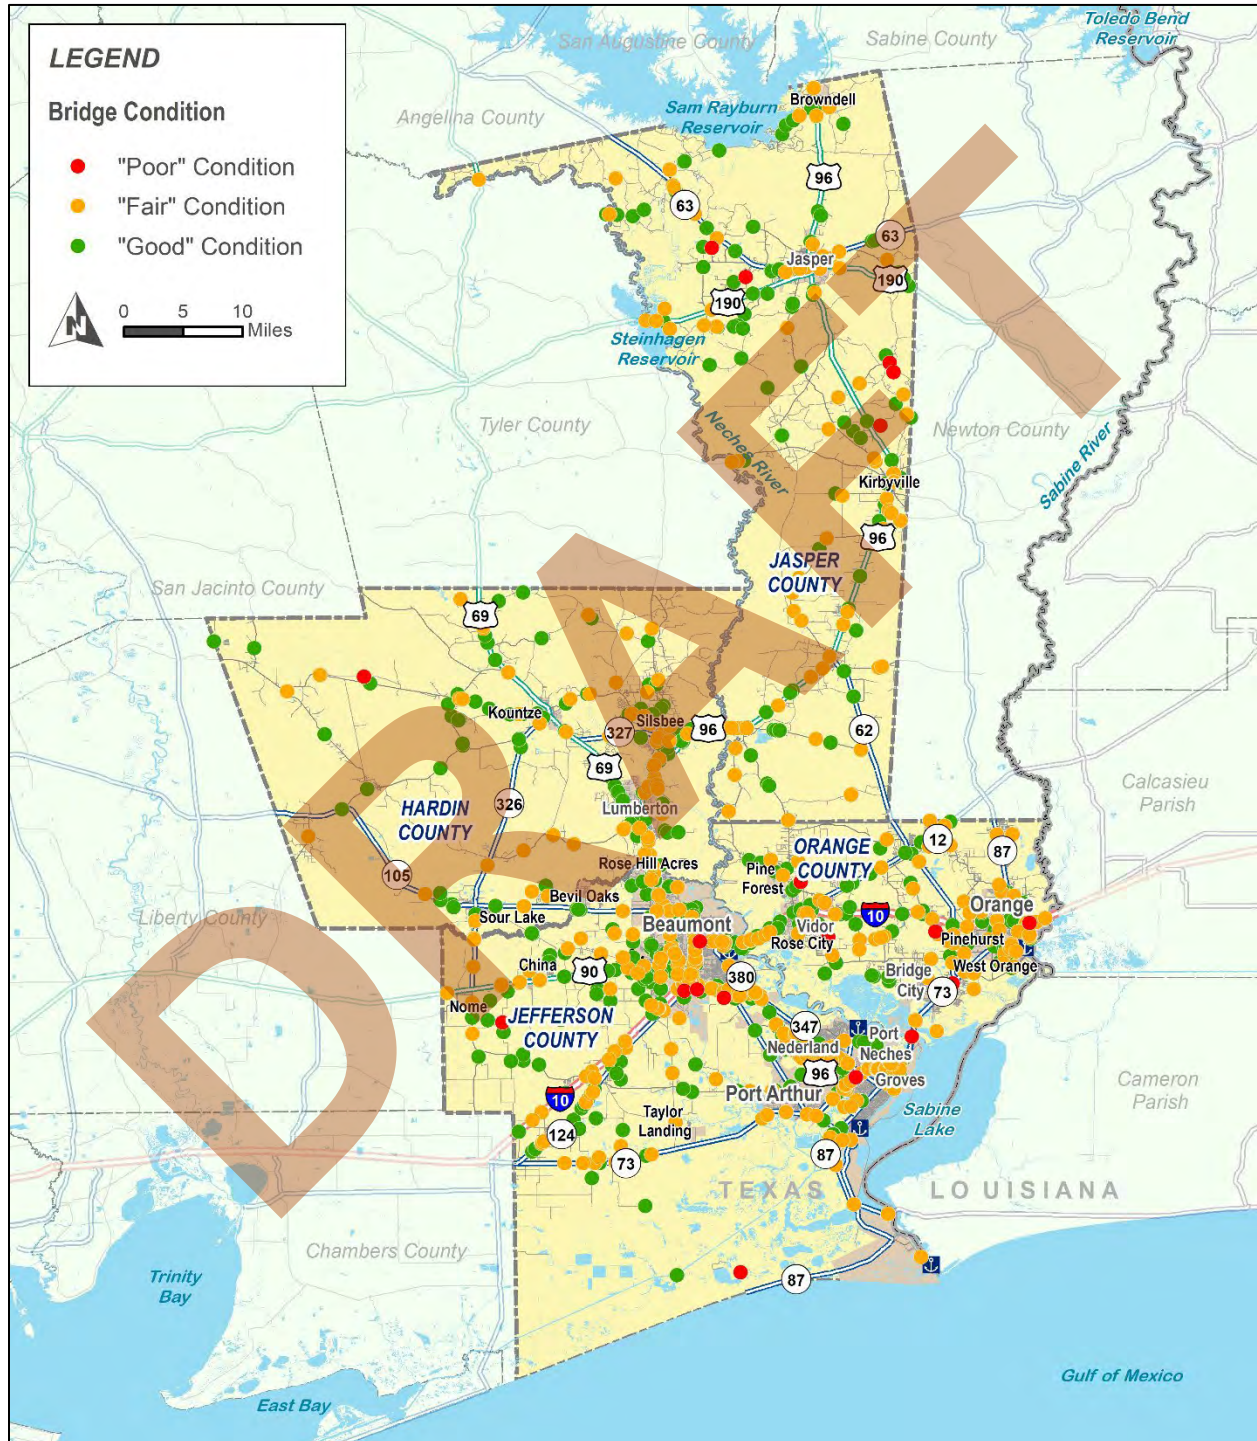 LEGEND
Bridge Condition
"Poor" Condition
"Fair" Condition
"Good" Condition
N
0 5 10
Miles
Toledo Bend
Reservoir
San Augustine County
Sabine County
Angelina County
Sam Rayburn
Reservoir
Browndell
96
63
63
Jasper
190
190
Steinhagen
Reservoir
Tyler County
Neches River
Newton County
Sabine River
Kirbyville
96
JASPER
COUNTY
San Jacinto County
69
Kountze
Silsbee
327
96
62
69
Calcasieu
Parish
HARDIN
COUNTY
326
Lumberton
ORANGE
COUNTY
12
87
Rose Hill Acres
Pine
Forest
105
Bevil Oaks
Liberty County
Sour Lake
Beaumont
Vidor
10
Orange
Rose City
Pinehurst
West Orange
China
90
380
Bridge
City
73
Nome
JEFFERSON
COUNTY
347
Port
Neches
Nederland
96
Groves
Port Arthur
Cameron
Parish
10
Taylor
Landing
Sabine
Lake
124
73
87
TEXAS
LOUISIANA
Chambers County
Trinity
Bay
87
Gulf of Mexico
East Bay
DRAFT